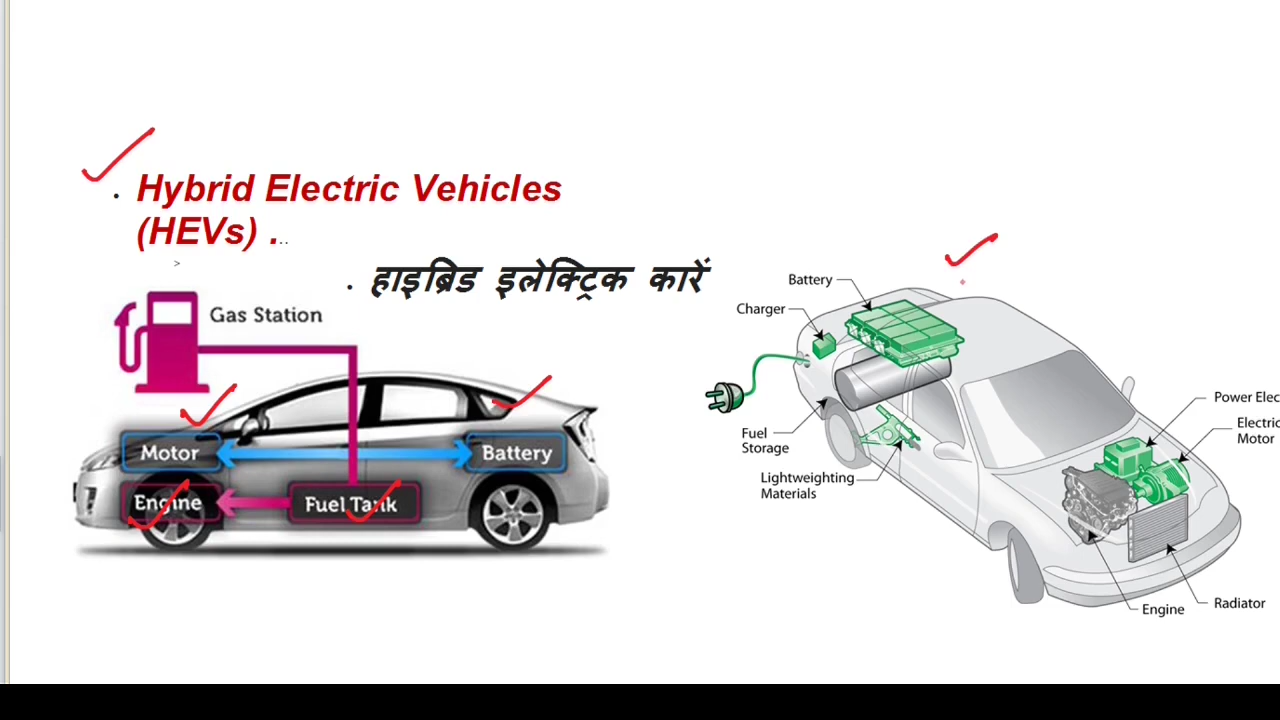 Hybrid Electric Vehicles
(HEVs) ...
>
हाइब्रिड इलेक्ट्रिक कारें
Gas Station
Motor
Battery
Engine
Fuel Tank
Battery
Charger
Fuel
Storage
Lightweighting
Materials
Power Elec
Electric
Motor
Engine
Radiator